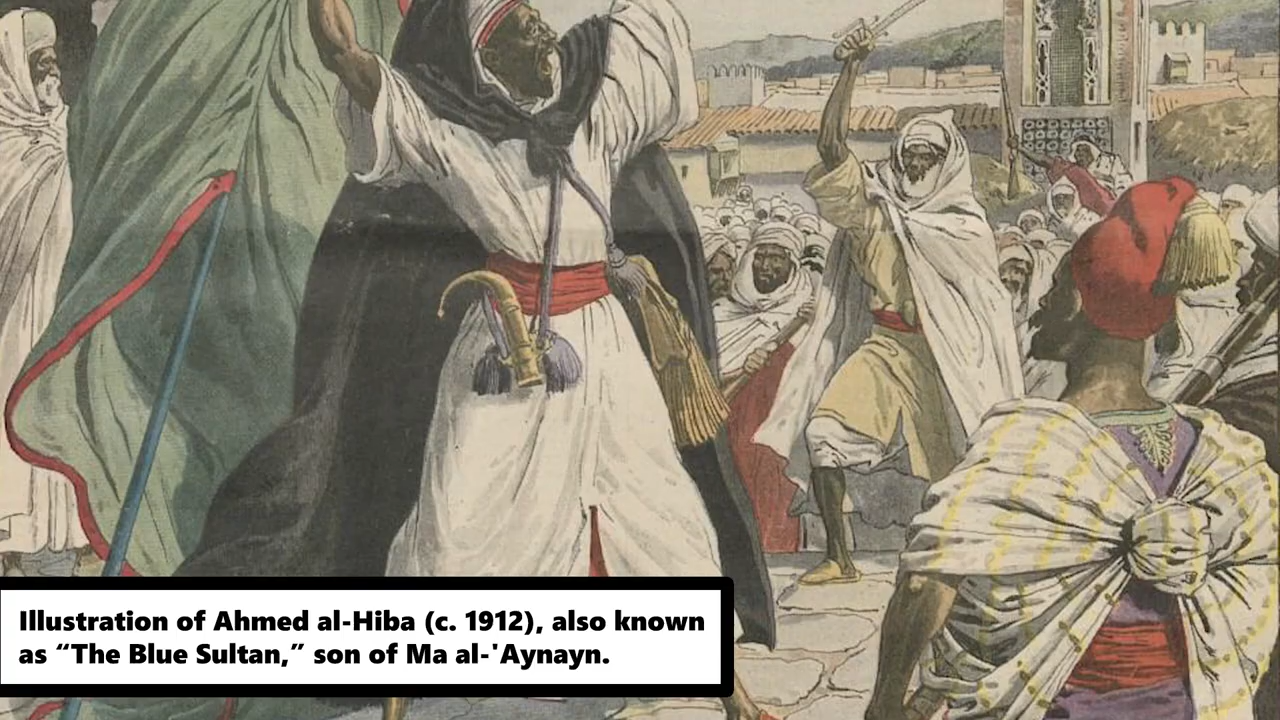 Illustration of Ahmed al-Hiba (c. 1912), also known
as “The Blue Sultan,” son of Ma al-'Aynayn.